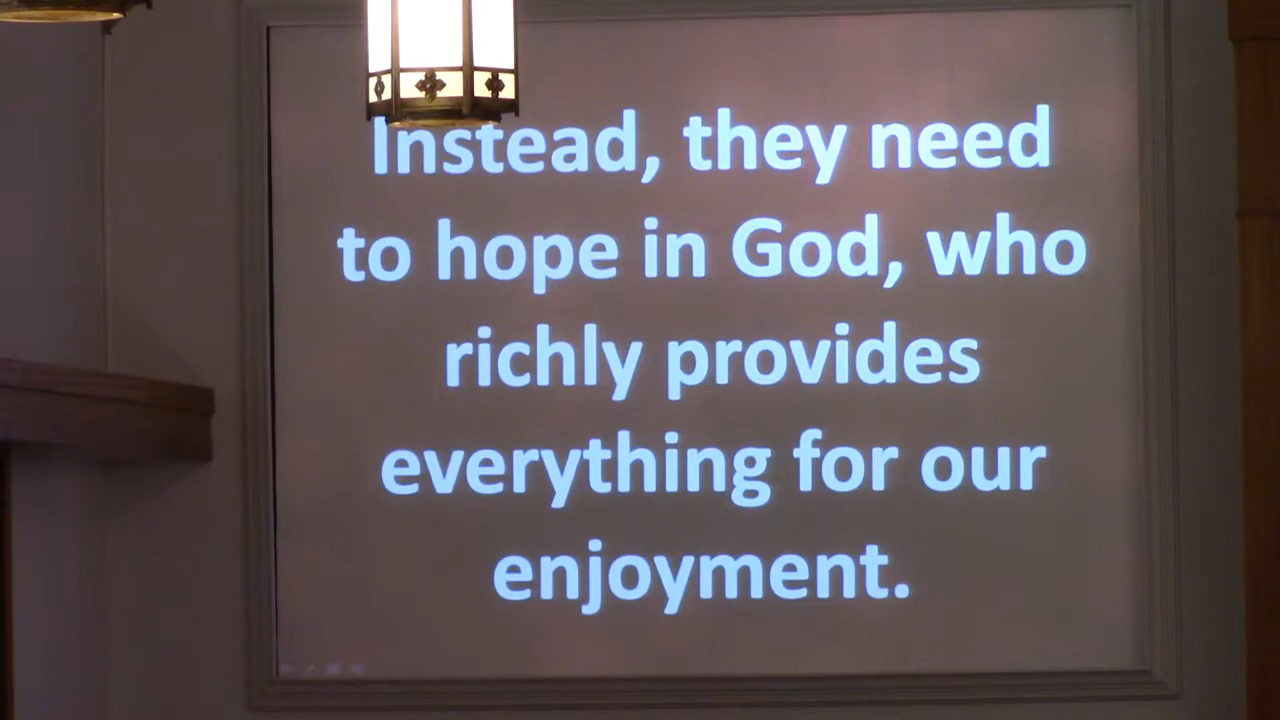 Instead, they need
to hope in God, who
richly provides
everything for our
enjoyment.